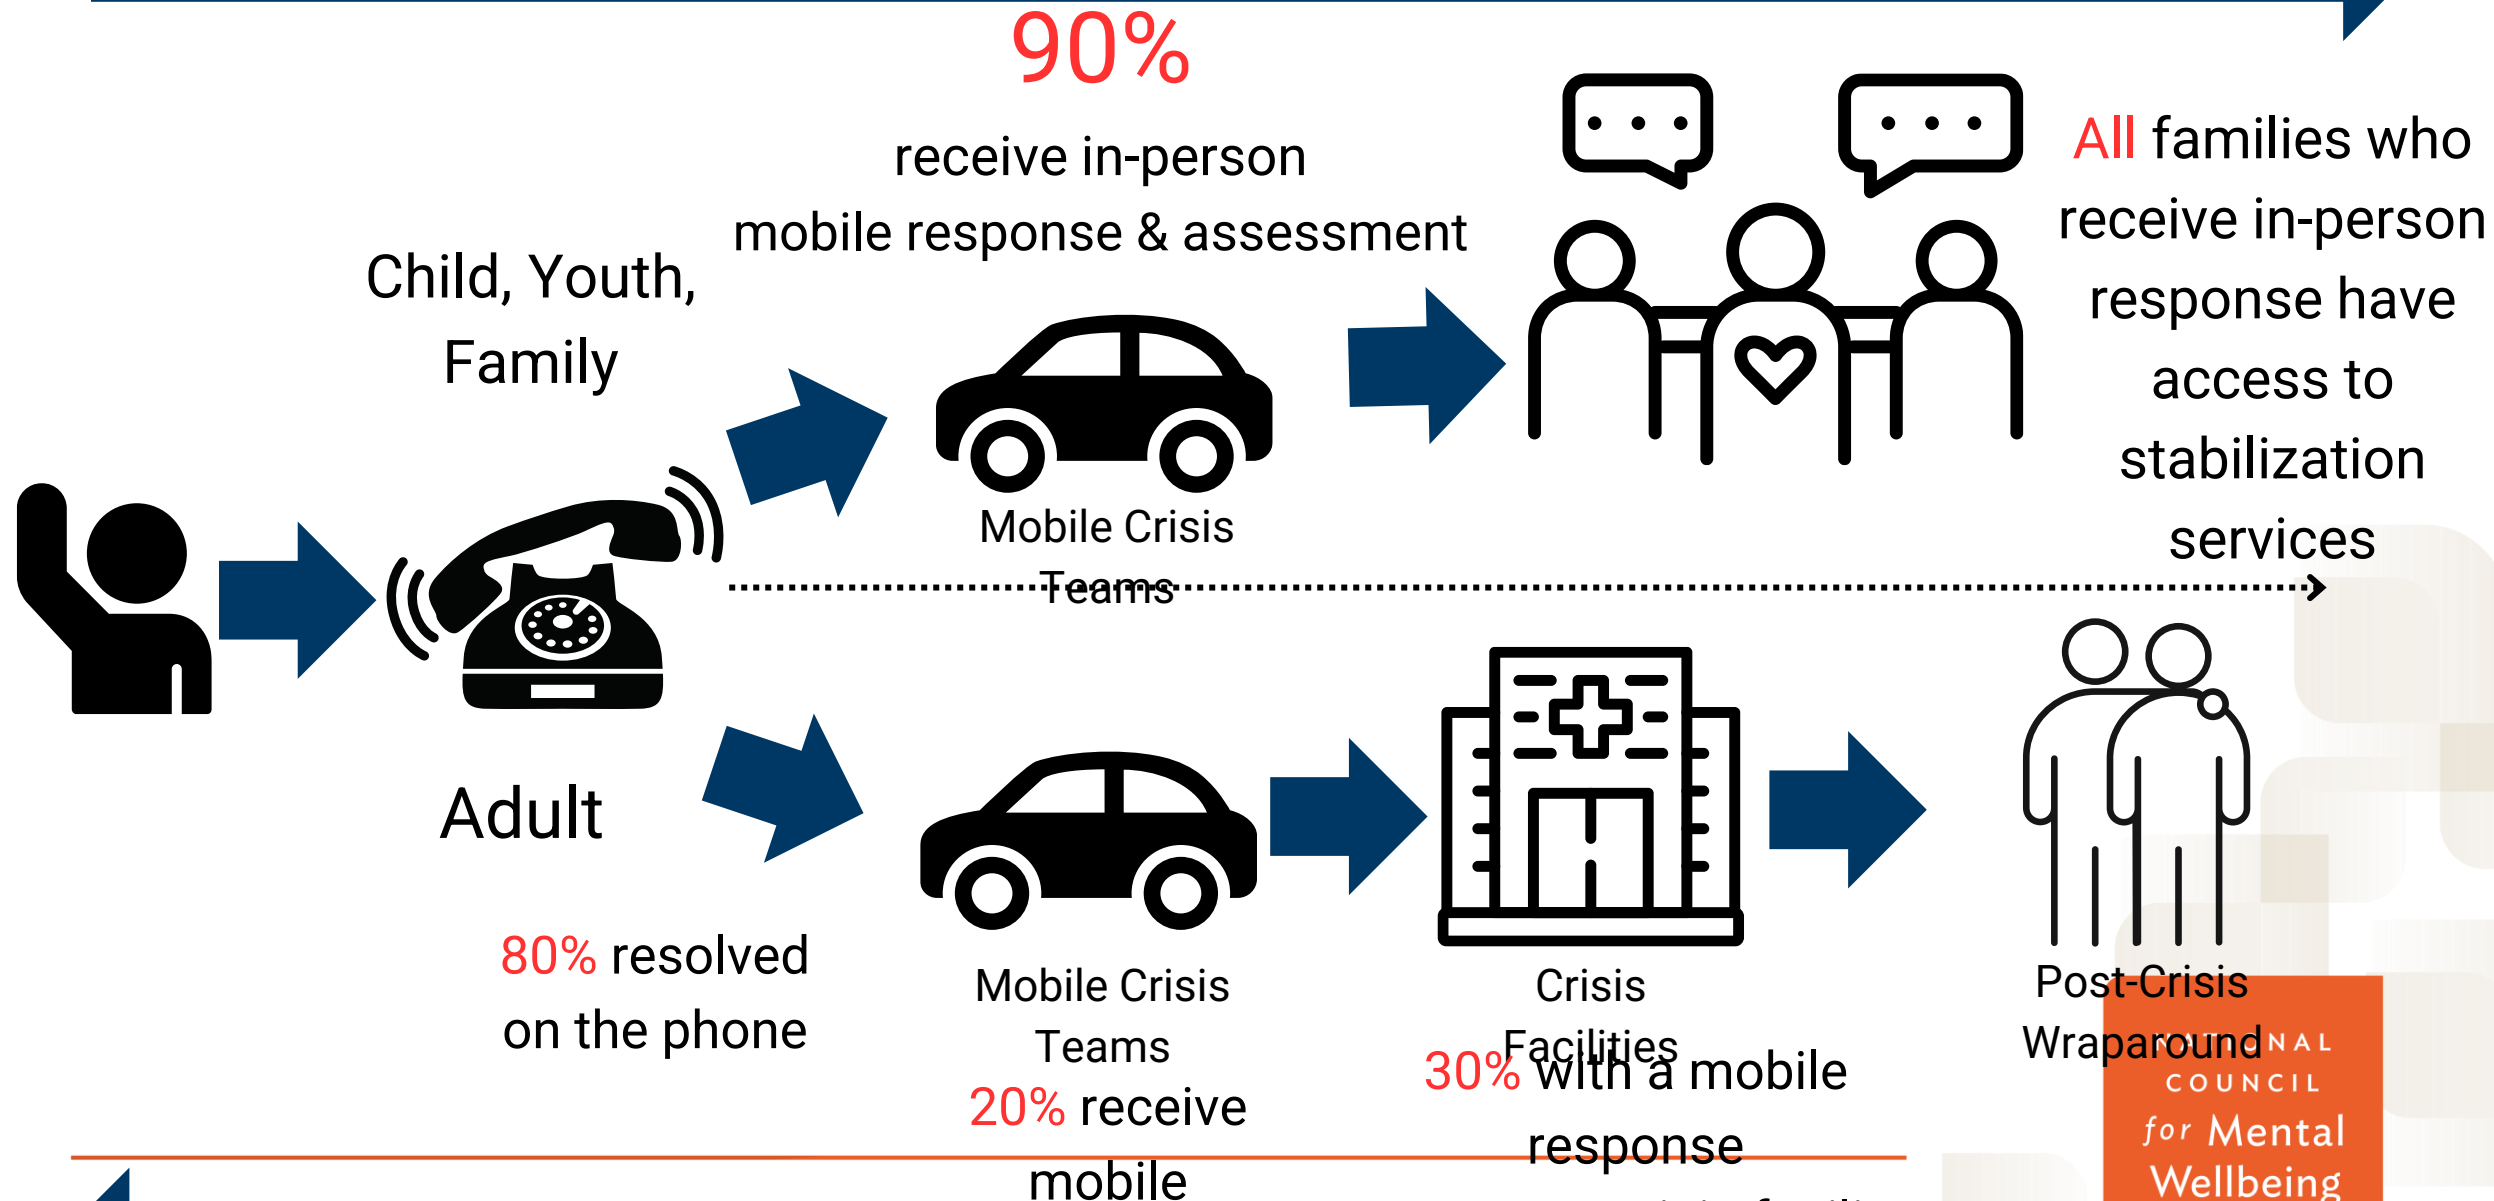 90%
receive in-person
mobile response & assessment
All families who
receive in-person
response have
access to
stabilization
services
Child, Youth,
Family
Mobile Crisis
Teams
Adult
80% resolved
on the phone
Mobile Crisis
Teams
20% receive
mobile
Crisis
Facilities
30% with a mobile
response
Post-Crisis
Wraparound
NATIONAL
COUNCIL
for Mental
Wellbeing